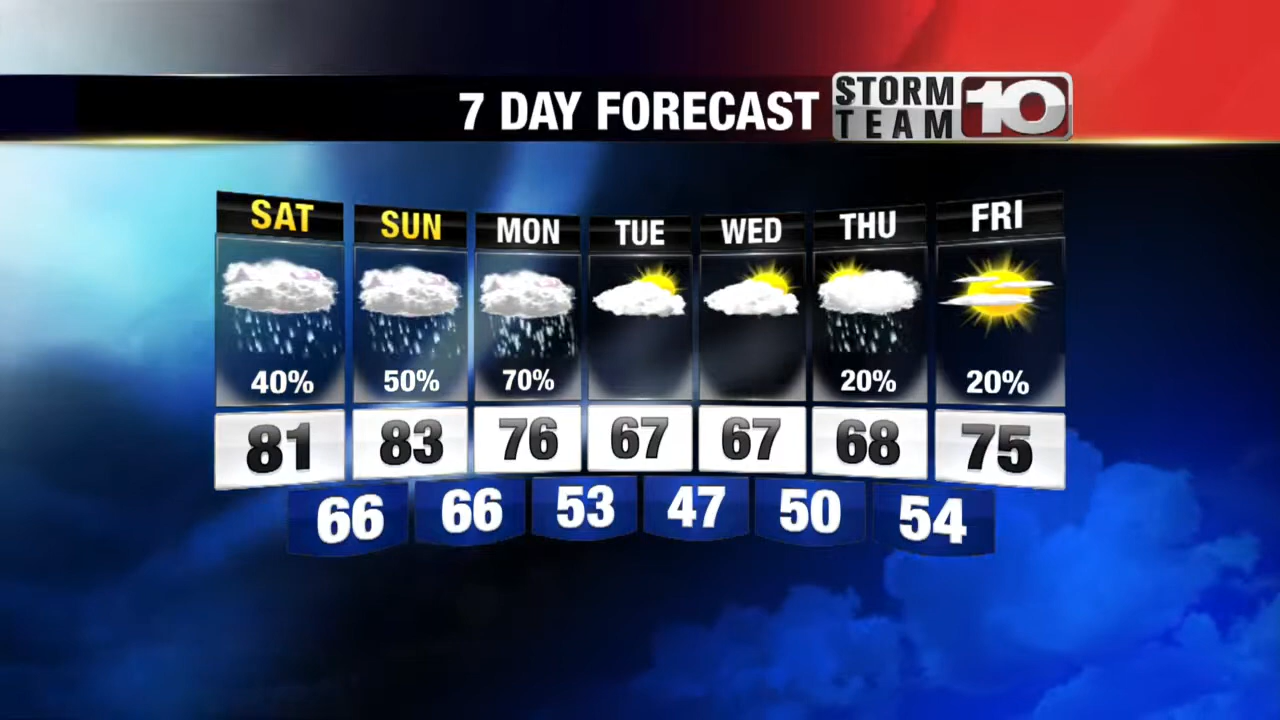 7 DAY FORECAST
STORM
TEAM
10
SAT SUN MON TUE WED THU FRI
40% 50% 70% 20% 20%
81 83 76 67 67 68 75
66 66 53 47 50 54